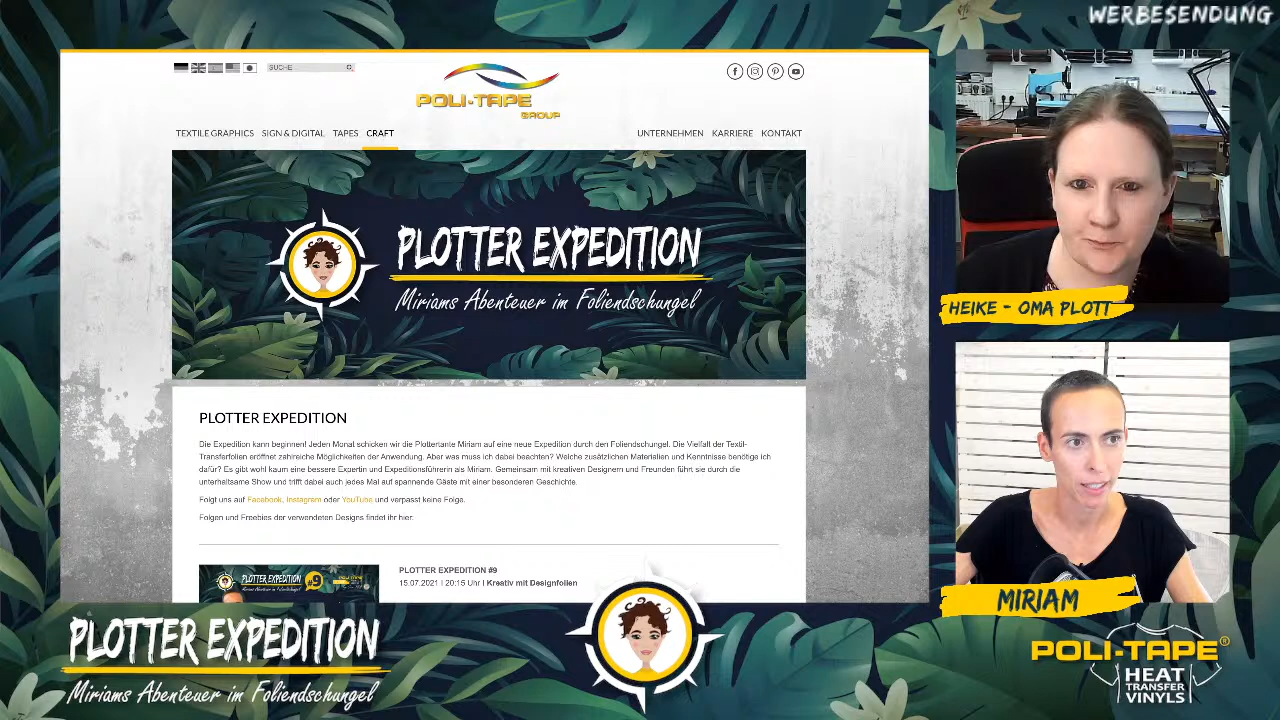 WERBESENDUNG
SUCHE
POLI-TAPE
GROUP
TEXTILE GRAPHICS SIGN & DIGITAL TAPES CRAFT
UNTERNEHMEN KARRIERE KONTAKT
PLOTTER EXPEDITION
Miriams Abenteuer im Foliendschungel
PLOTTER EXPEDITION
Die Expedition kann beginnen! Jeden Monat schicken wir die Plottertante Miriam auf eine neue Expedition durch den Foliendschungel. Die Vielfalt der Textil-
Transferfolien eröffnet zahlreiche Möglichkeiten der Anwendung. Aber was muss ich dabei beachten? Welche zusätzlichen Materialien und Kenntnisse benötige ich
dafür? Es gibt wohl kaum eine bessere Expertin und Expeditionsführerin als Miriam. Gemeinsam mit kreativen Designern und Freunden führt sie durch die
unterhaltsame Show und trifft dabei auch jedes Mal auf spannende Gäste mit einer besonderen Geschichte.
Folgt uns auf Facebook, Instagram oder YouTube und verpasst keine Folge.
Folgen und Freebies der verwendeten Designs findet ihr hier:
PLOTTER EXPEDITION #9
PLOTTER EXPEDITION #9
15.07.2021 | 20:15 Uhr | Kreativ mit Designfolien
HEIKE - OMA PLOTT
MIRIAM
PLOTTER EXPEDITION
Miriams Abenteuer im Foliendschungel
POLI-TAPE®
HEAT
TRANSFER
VINYLS